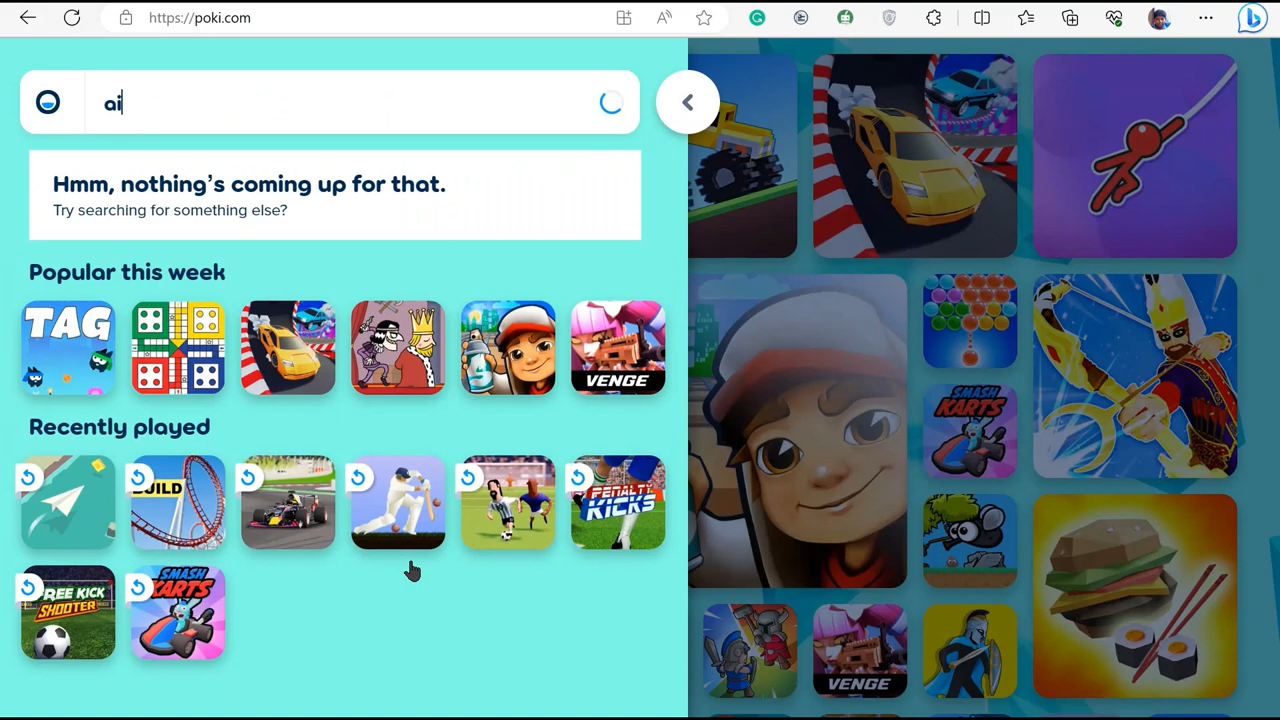 https://poki.com
ai
Hmm, nothing's coming up for that.
Try searching for something else?
Popular this week
TAG
VENGE
Recently played
BUILD
PENALTY
KICKS
FREE KICK
SHOOTER
SMASH
KARTS
SMASH
KARTS
VENGE